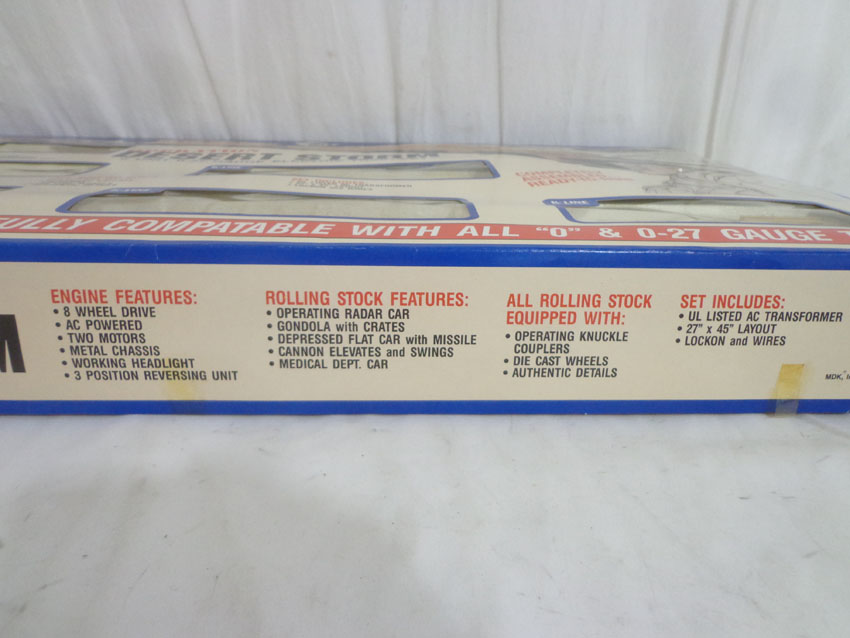 DESERT STORM
FULLY COMPATABLE WITH ALL "O" & O-27 GAUGE
M
ENGINE FEATURES:
• 8 WHEEL DRIVE
• AC POWERED
• TWO MOTORS
• METAL CHASSIS
• WORKING HEADLIGHT
• 3 POSITION REVERSING UNIT
ROLLING STOCK FEATURES:
• OPERATING RADAR CAR
• GONDOLA with CRATES
• DEPRESSED FLAT CAR with MISSILE
• CANNON ELEVATES and SWINGS
• MEDICAL DEPT. CAR
ALL ROLLING STOCK
EQUIPPED WITH:
• OPERATING KNUCKLE
COUPLERS
• DIE CAST WHEELS
• AUTHENTIC DETAILS
SET INCLUDES:
• UL LISTED AC TRANSFORMER
• 27" x 45" LAYOUT
• LOCKON and WIRES
MDK,